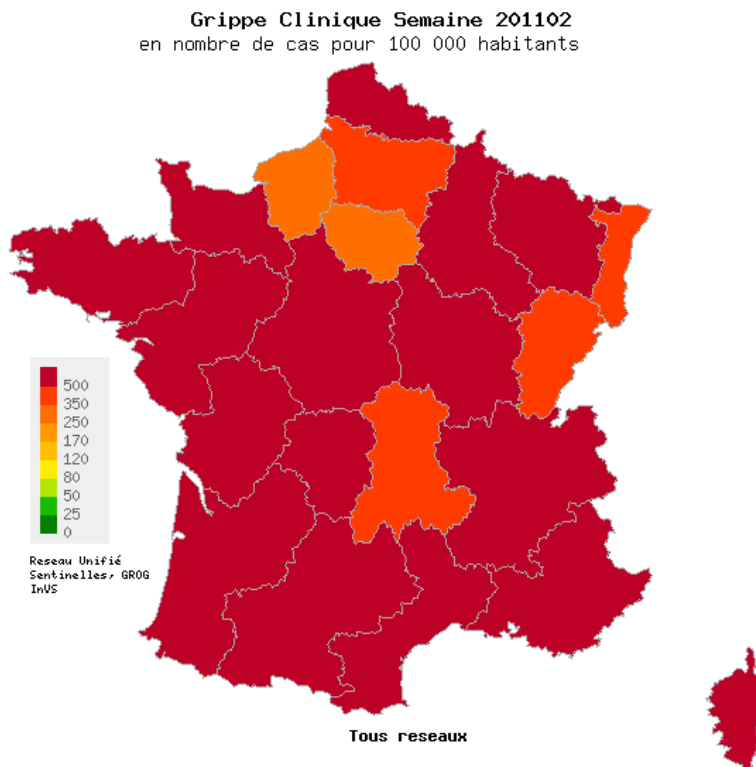 Grippe Clinique Semaine 201102
en nombre de cas pour 100 000 habitants
500
350
250
170
120
80
50
25
0
Reseau Unifié
Sentinelles, GROG
InVS
Tous reseaux